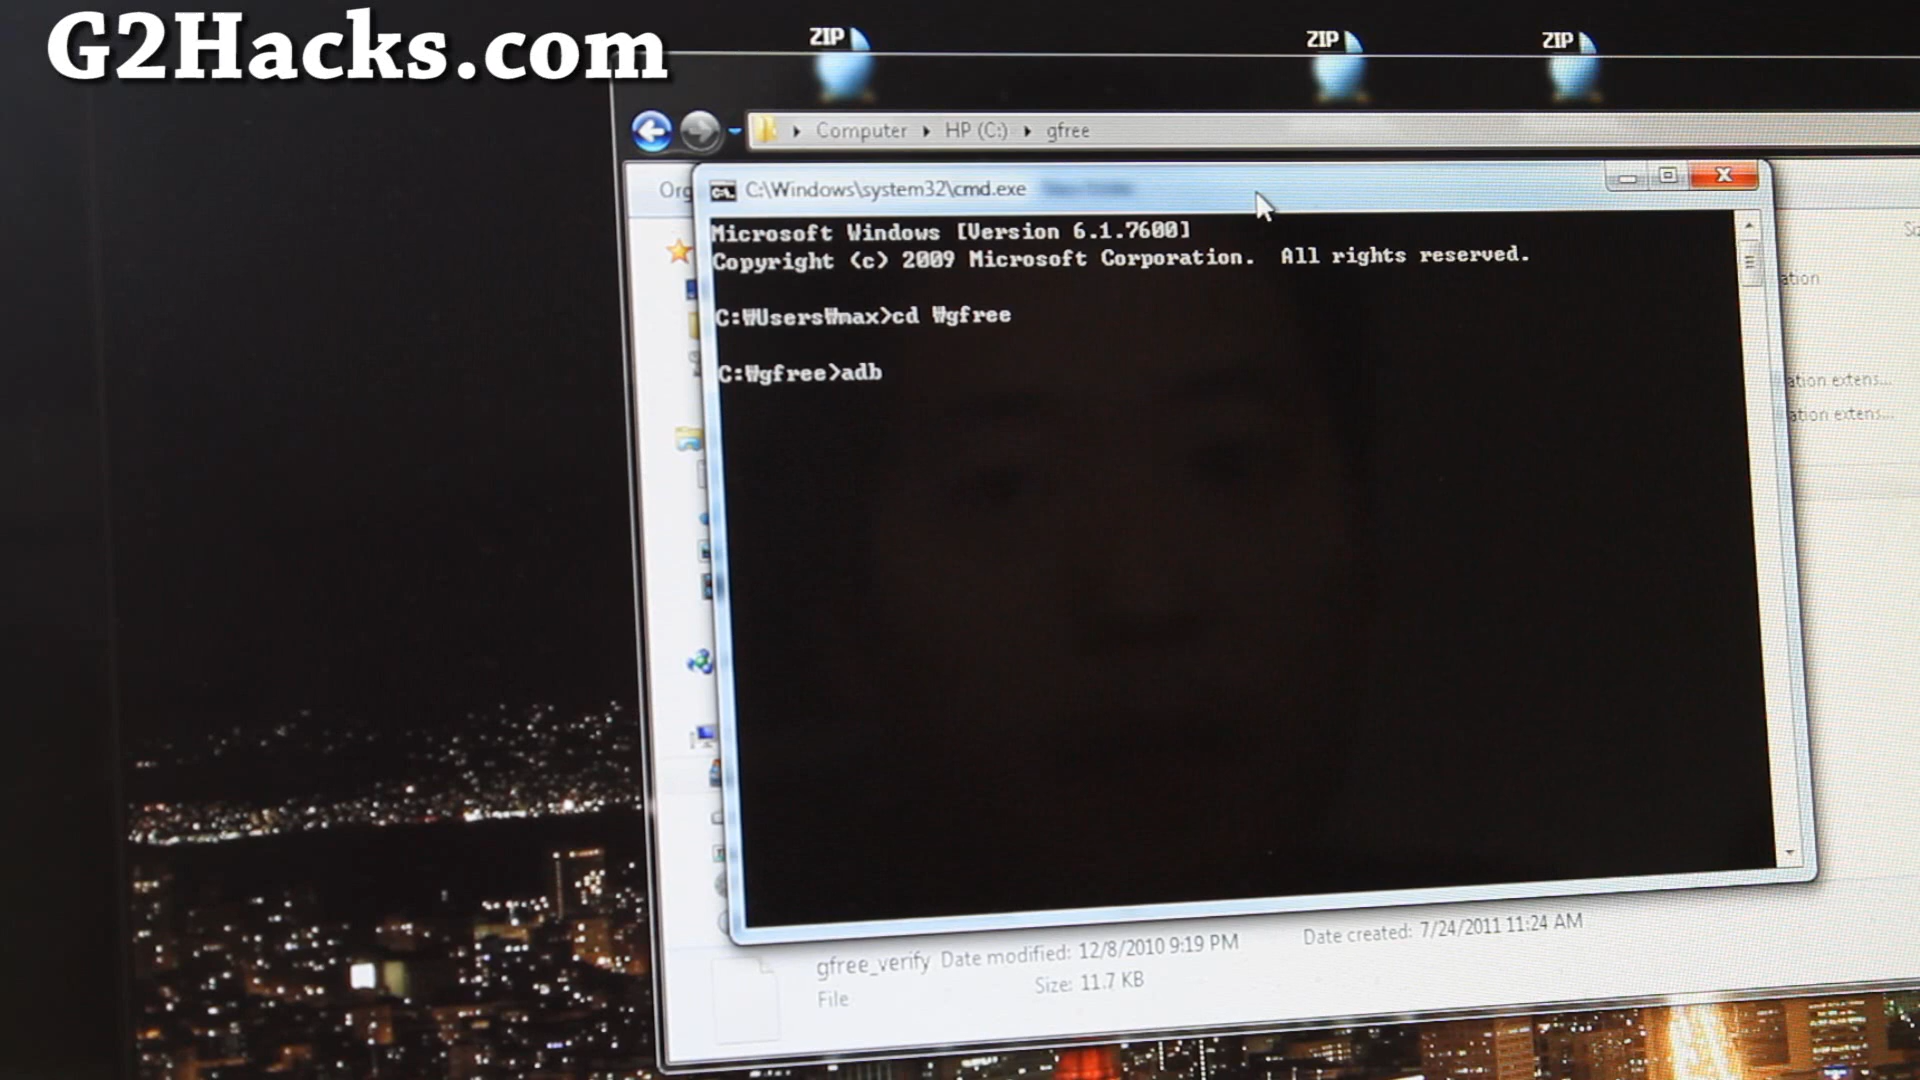 G2Hacks.com
ZIP
ZIP
ZIP
Computer ▸ HP (C:) ▸ gfree
Org
C:\Windows\system32\cmd.exe
Microsoft Windows [Version 6.1.7600]
Copyright (c) 2009 Microsoft Corporation.  All rights reserved.
C:₩Users₩max>cd ₩gfree
C:₩gfree>adb
ation
ation extens...
ation extens...
gfree_verify Date modified: 12/8/2010 9:19 PM Date created: 7/24/2011 11:24 AM
File Size: 11.7 KB